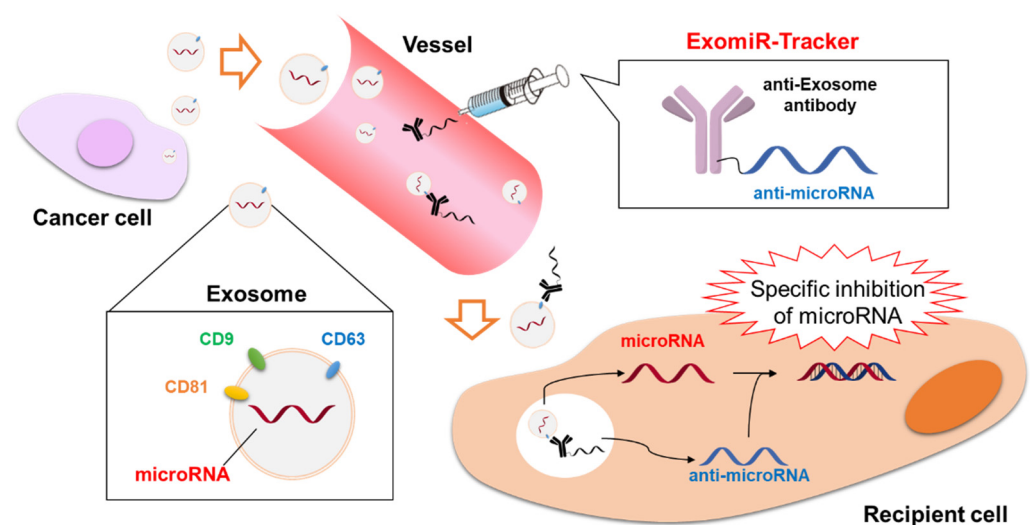 Vessel
ExomiR-Tracker
anti-Exosome
antibody
anti-microRNA
Cancer cell
Exosome
CD9
CD63
CD81
microRNA
Specific inhibition
of microRNA
microRNA
anti-microRNA
Recipient cell